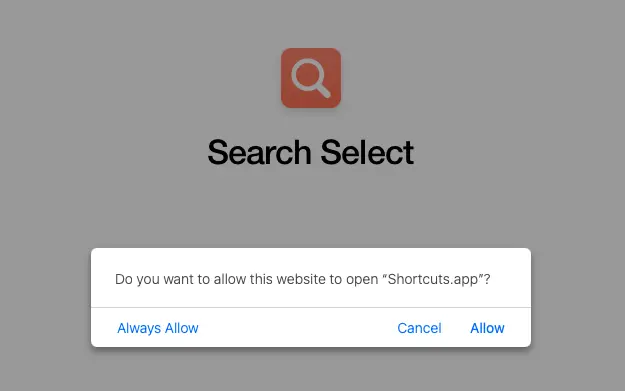 Search Select
Do you want to allow this website to open “Shortcuts.app”?
Always Allow
Cancel
Allow